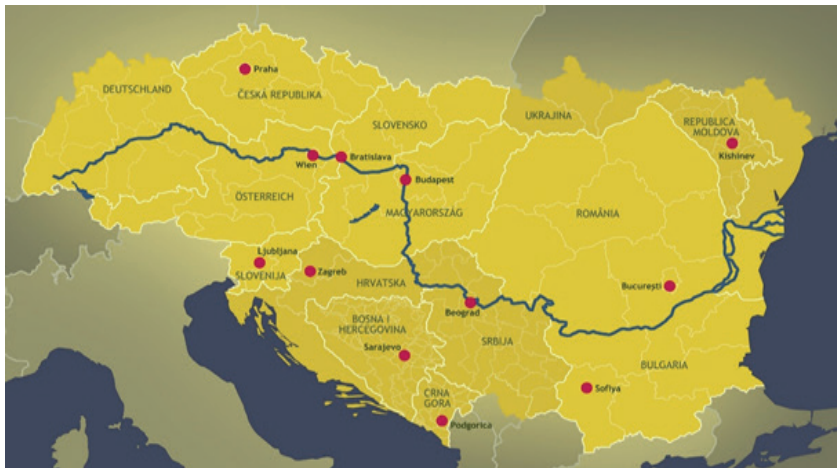 Praha
DEUTSCHLAND
ČESKÁ REPUBLIKA
UKRAJINA
REPUBLICA
MOLDOVA
SLOVENSKO
Kishinev
Wien
Bratislava
Budapest
ÖSTERREICH
MAGYARORSZÁG
ROMÂNIA
Ljubljana
SLOVENIJA
Zagreb
HRVATSKA
București
Beograd
BOSNA I
HERCEGOVINA
Sarajevo
SRBIJA
BULGARIA
CRNA
GORA
Sofiya
Podgorica